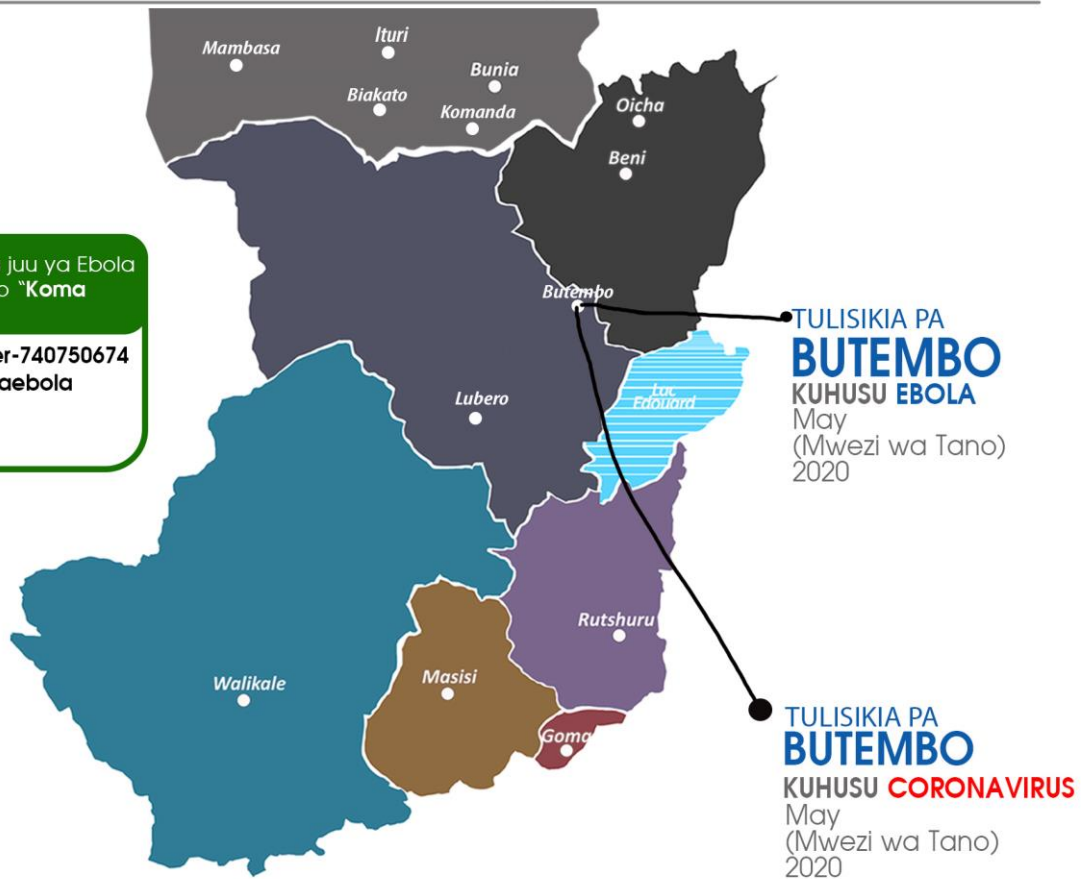 Mambasa
Ituri
Bunia
Biakato
Komanda
Oicha
Beni
juu ya Ebola
"Koma
er-740750674
aebola
Butembo
Lubero
Lac
Edouard
Rutshuru
Walikale
Masisi
Goma
TULISIKIA PA
BUTEMBO
KUHUSU EBOLA
May
(Mwezi wa Tano)
2020
TULISIKIA PA
BUTEMBO
KUHUSU CORONAVIRUS
May
(Mwezi wa Tano)
2020